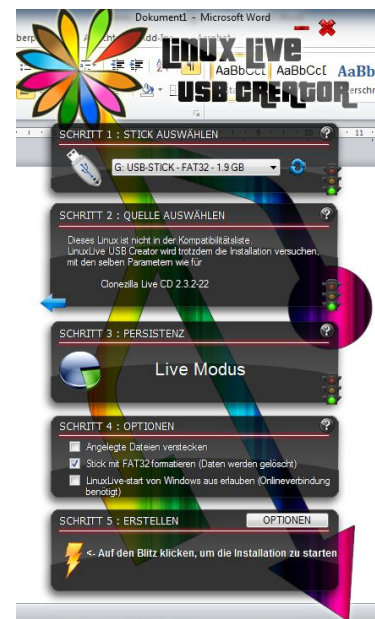 Dokument1 - Microsoft Word
LiNUX LiVE
AaBbCcI AaBbCcI AaBb
USB CREATOR
SCHRITT 1 : STICK AUSWÄHLEN
?
11
G: USB-STICK - FAT32 - 1.9 GB
SCHRITT 2 : QUELLE AUSWÄHLEN
?
Dieses Linux ist nicht in der Kompatibilitätsliste.
LinuxLive USB Creator wird trotzdem die Installation versuchen,
mit den selben Parametern wie für
Clonezilla Live CD 2.3.2-22
SCHRITT 3 : PERSISTENZ
?
Live Modus
SCHRITT 4 : OPTIONEN
?
Angelegte Dateien verstecken
Stick mit FAT32 formatieren (Daten werden gelöscht)
LinuxLive-start von Windows aus erlauben (Onlineverbindung
benötigt)
SCHRITT 5 : ERSTELLEN
OPTIONEN
<- Auf den Blitz klicken, um die Installation zu starten